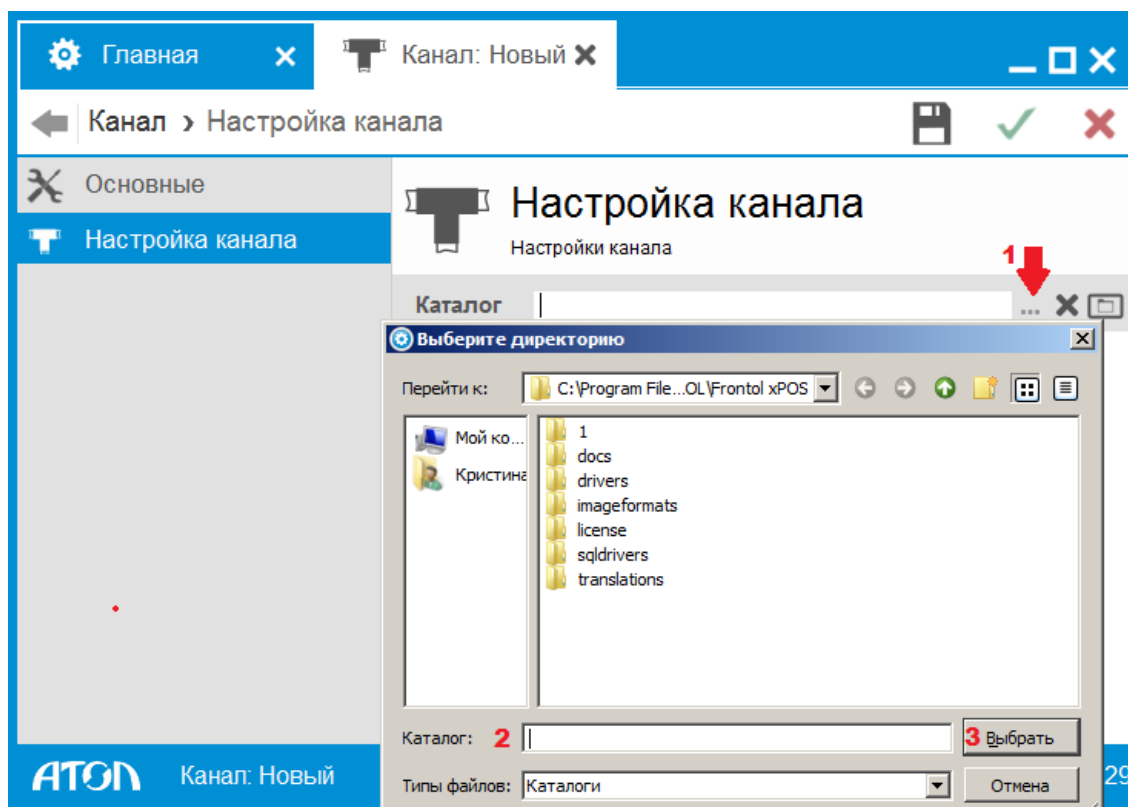 Главная
Канал: Новый
Канал › Настройка канала
Основные
Настройка канала
Настройка канала
Настройки канала
1
Каталог
...
Выберите директорию
Перейти к:
C:\Program File...OL\Frontol xPOS
Мой ко...
Кристина
1
docs
drivers
imageformats
license
sqldrivers
translations
Каталог:
2
3 Выбрать
Типы файлов:
Каталоги
Отмена
АТОЛ
Канал: Новый
29